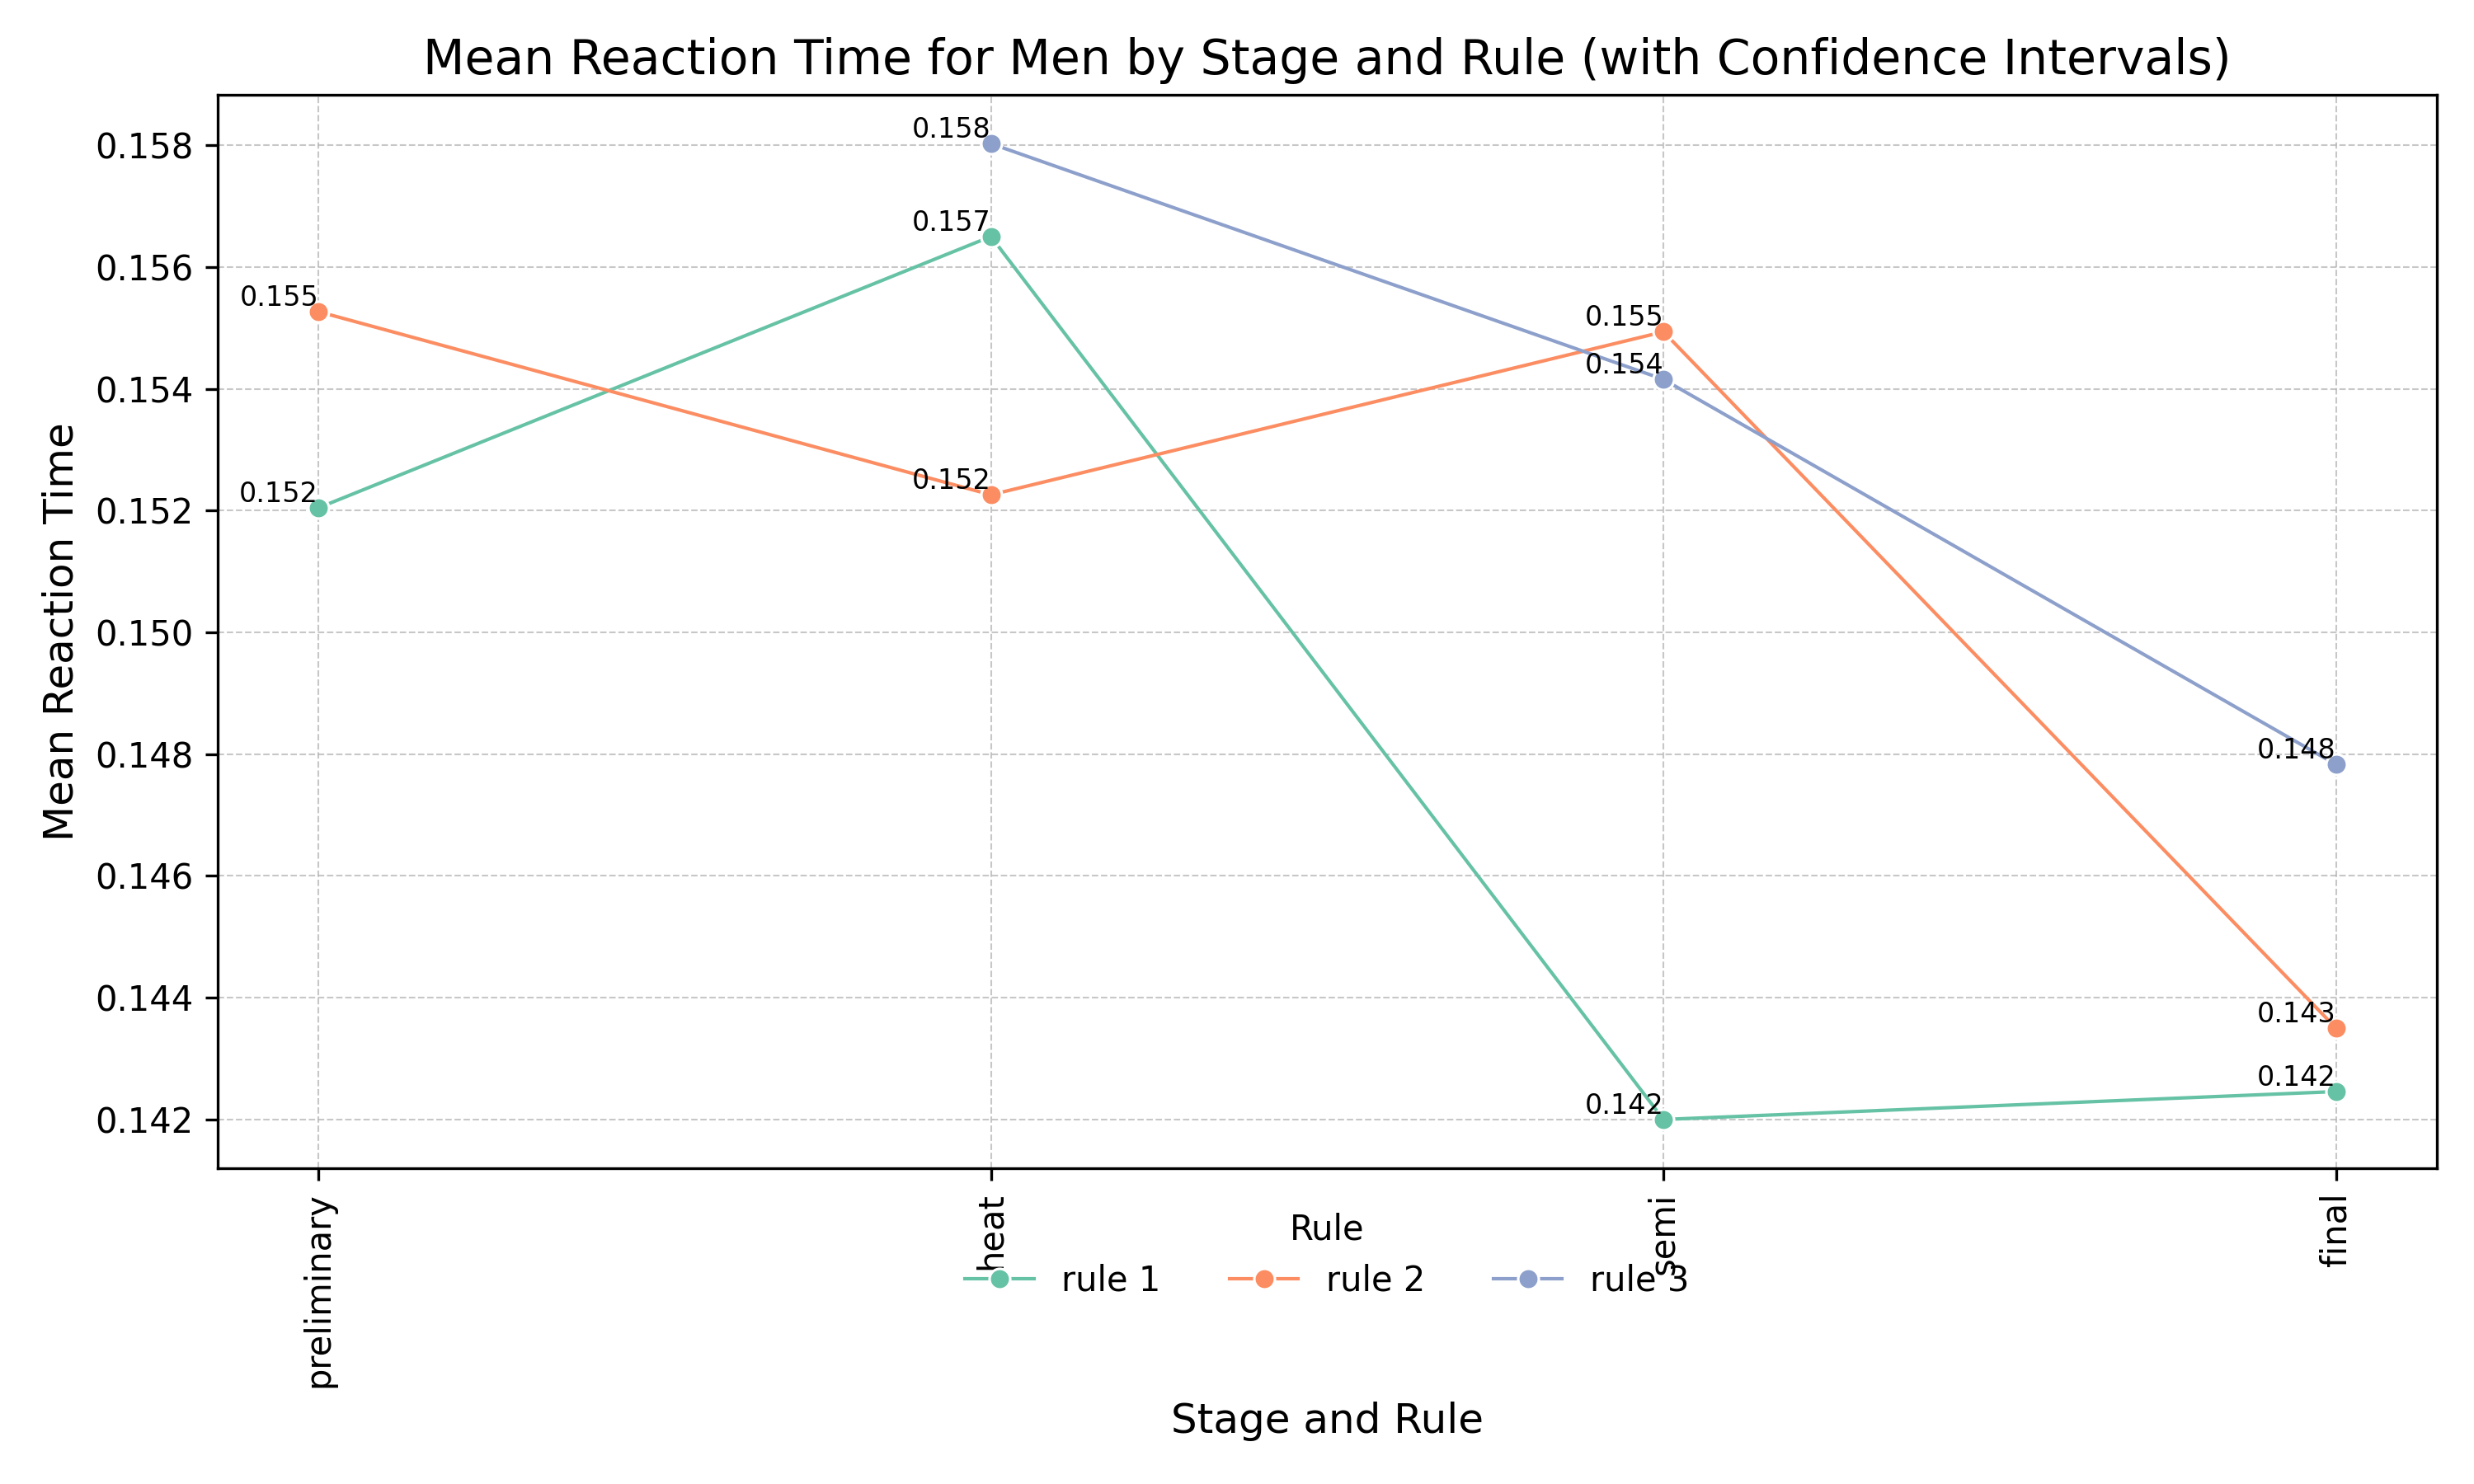 Mean Reaction Time for Men by Stage and Rule (with Confidence Intervals)
Mean Reaction Time
0.158
0.156
0.154
0.152
0.150
0.148
0.146
0.144
0.142
0.158
0.157
0.155
0.155
0.154
0.152
0.152
0.148
0.143
0.142
0.142
preliminary
heat
semi
final
Rule
rule 1
rule 2
rule 3
Stage and Rule